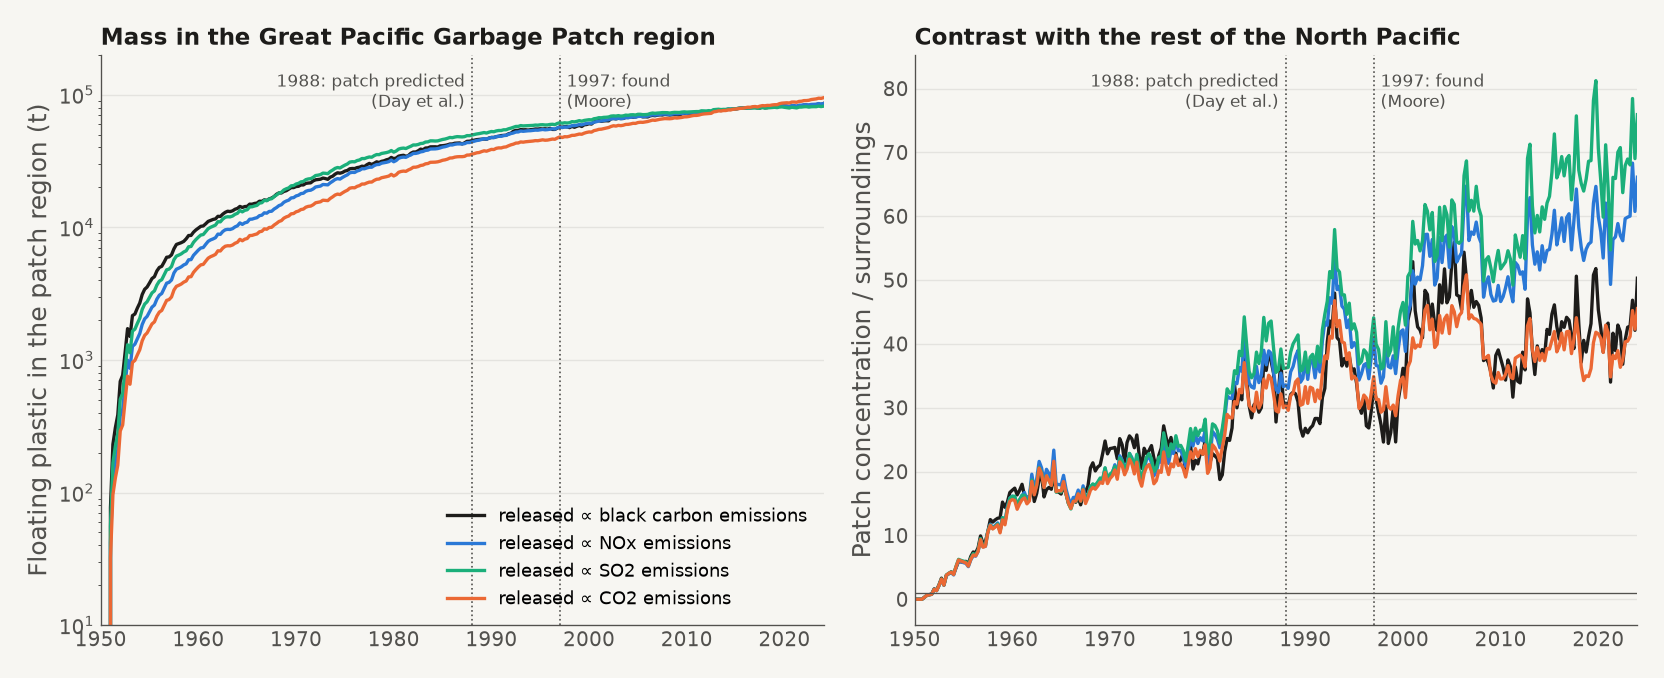 Mass in the Great Pacific Garbage Patch region
1988: patch predicted
(Day et al.)
1997: found
(Moore)
Floating plastic in the patch region (t)
10⁵
10⁴
10³
10²
10¹
released ∝ black carbon emissions
released ∝ NOx emissions
released ∝ SO2 emissions
released ∝ CO2 emissions
1950 1960 1970 1980 1990 2000 2010 2020
Contrast with the rest of the North Pacific
1988: patch predicted
(Day et al.)
1997: found
(Moore)
Patch concentration / surroundings
80
70
60
50
40
30
20
10
0
1950 1960 1970 1980 1990 2000 2010 2020